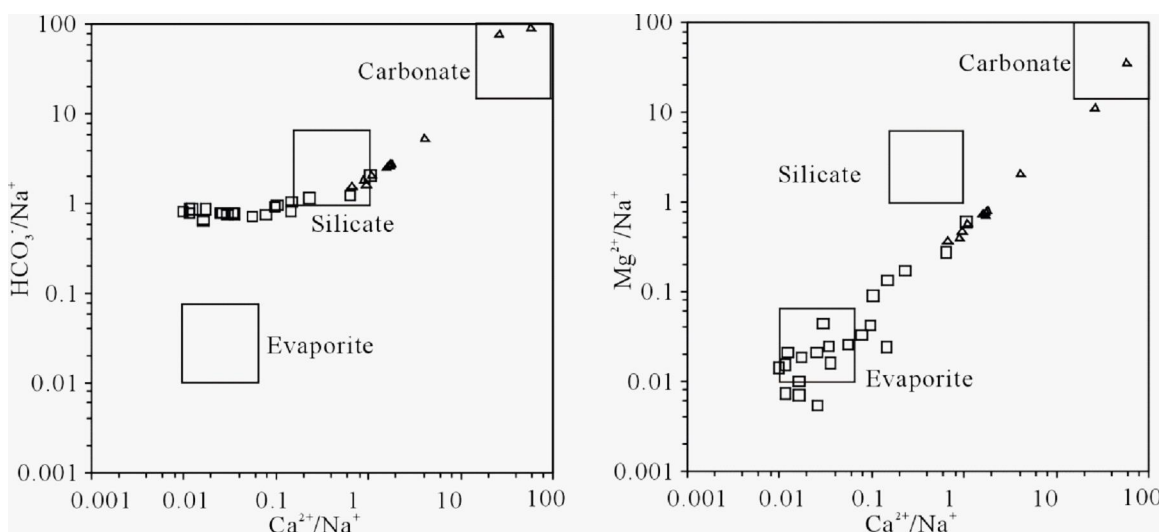 100
10
1
0.1
0.01
0.001
HCO₃⁻/Na⁺
Carbonate
Silicate
Evaporite
0.001 0.01 0.1 1 10 100
Ca²⁺/Na⁺
100
10
1
0.1
0.01
0.001
Mg²⁺/Na⁺
Carbonate
Silicate
Evaporite
0.001 0.01 0.1 1 10 100
Ca²⁺/Na⁺